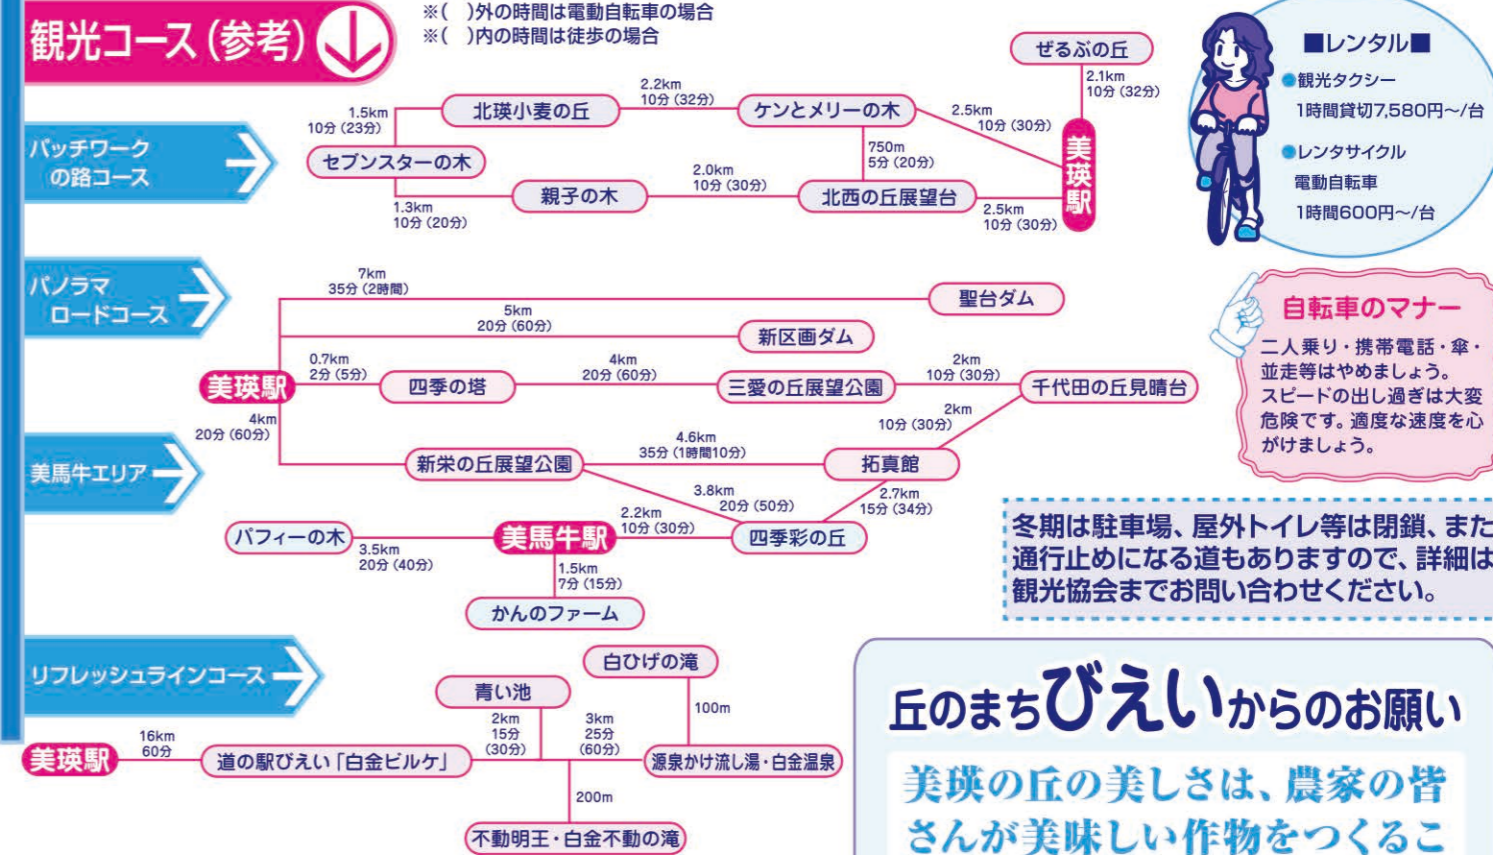 観光コース（参考）
※(　)外の時間は電動自転車の場合
※(　)内の時間は徒歩の場合
パッチワーク
の路コース
セブンスターの木
1.5km
10分（23分）
北瑛小麦の丘
2.2km
10分（32分）
ケンとメリーの木
2.5km
10分（30分）
750m
5分（20分）
1.3km
10分（20分）
親子の木
2.0km
10分（30分）
北西の丘展望台
2.5km
10分（30分）
美瑛駅
2.1km
10分（32分）
ぜるぶの丘
■レンタル■
●観光タクシー
1時間貸切7,580円～/台
●レンタサイクル
電動自転車
1時間600円～/台
パノラマ
ロードコース
美瑛駅
7km
35分（2時間）
聖台ダム
5km
20分（60分）
新区画ダム
0.7km
2分（5分）
四季の塔
4km
20分（60分）
三愛の丘展望公園
2km
10分（30分）
千代田の丘見晴台
2km
10分（30分）
4km
20分（60分）
新栄の丘展望公園
4.6km
35分（1時間10分）
拓真館
3.8km
20分（50分）
2.7km
15分（34分）
自転車のマナー
二人乗り・携帯電話・傘・
並走等はやめましょう。
スピードの出し過ぎは大変
危険です。適度な速度を心
がけましょう。
美馬牛エリア
パフィーの木
3.5km
20分（40分）
美馬牛駅
2.2km
10分（30分）
四季彩の丘
1.5km
7分（15分）
かんのファーム
冬期は駐車場、屋外トイレ等は閉鎖、また
通行止めになる道もありますので、詳細は
観光協会までお問い合わせください。
リフレッシュラインコース
美瑛駅
16km
60分
道の駅びえい「白金ビルケ」
青い池
2km
15分
（30分）
3km
25分
（60分）
白ひげの滝
100m
源泉かけ流し湯・白金温泉
200m
不動明王・白金不動の滝
丘のまちびえいからのお願い
美瑛の丘の美しさは、農家の皆
さんが美味しい作物をつくるこ